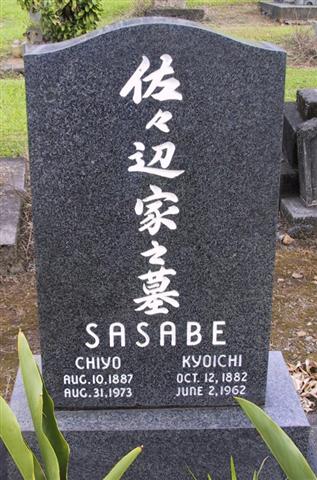 佐々辺家之墓
SASABE
CHIYO KYOICHI
AUG. 10, 1887 OCT. 12, 1882
AUG. 31, 1973 JUNE 2, 1962